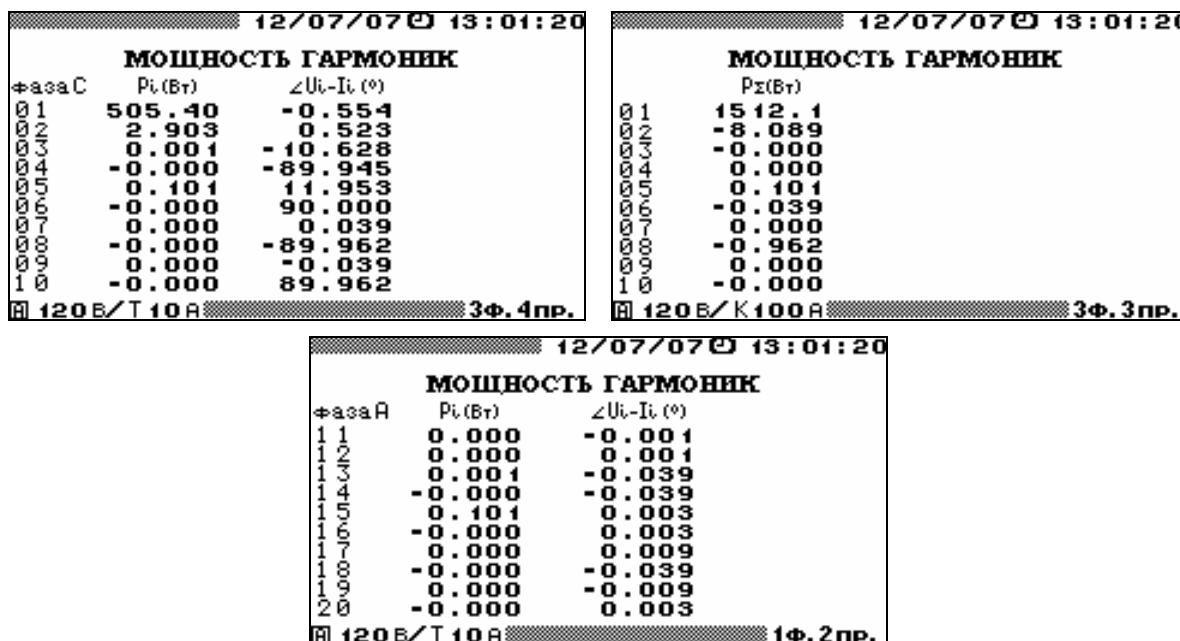 12/07/07 13:01:20
МОЩНОСТЬ ГАРМОНИК
фаза C Pi(Вт) ∠Ui-Ii(º)
01 505.40 -0.554
02 2.903 0.523
03 0.001 -10.628
04 -0.000 -89.945
05 0.101 11.953
06 -0.000 90.000
07 0.000 0.039
08 -0.000 -89.962
09 0.000 -0.039
10 -0.000 89.962
A 120В/Т10А 3ф.4пр.
12/07/07 13:01:20
МОЩНОСТЬ ГАРМОНИК
PΣ(Вт)
01 1512.1
02 -8.089
03 -0.000
04 0.000
05 0.101
06 -0.039
07 0.000
08 -0.962
09 0.000
10 -0.000
A 120В/К100А 3ф.3пр.
12/07/07 13:01:20
МОЩНОСТЬ ГАРМОНИК
фаза A Pi(Вт) ∠Ui-Ii(º)
11 0.000 -0.001
12 0.000 0.001
13 0.001 -0.039
14 -0.000 -0.039
15 0.101 0.003
16 -0.000 0.003
17 0.000 0.009
18 -0.000 -0.039
19 0.000 -0.009
20 -0.000 0.003
A 120В/Т10А 1ф.2пр.